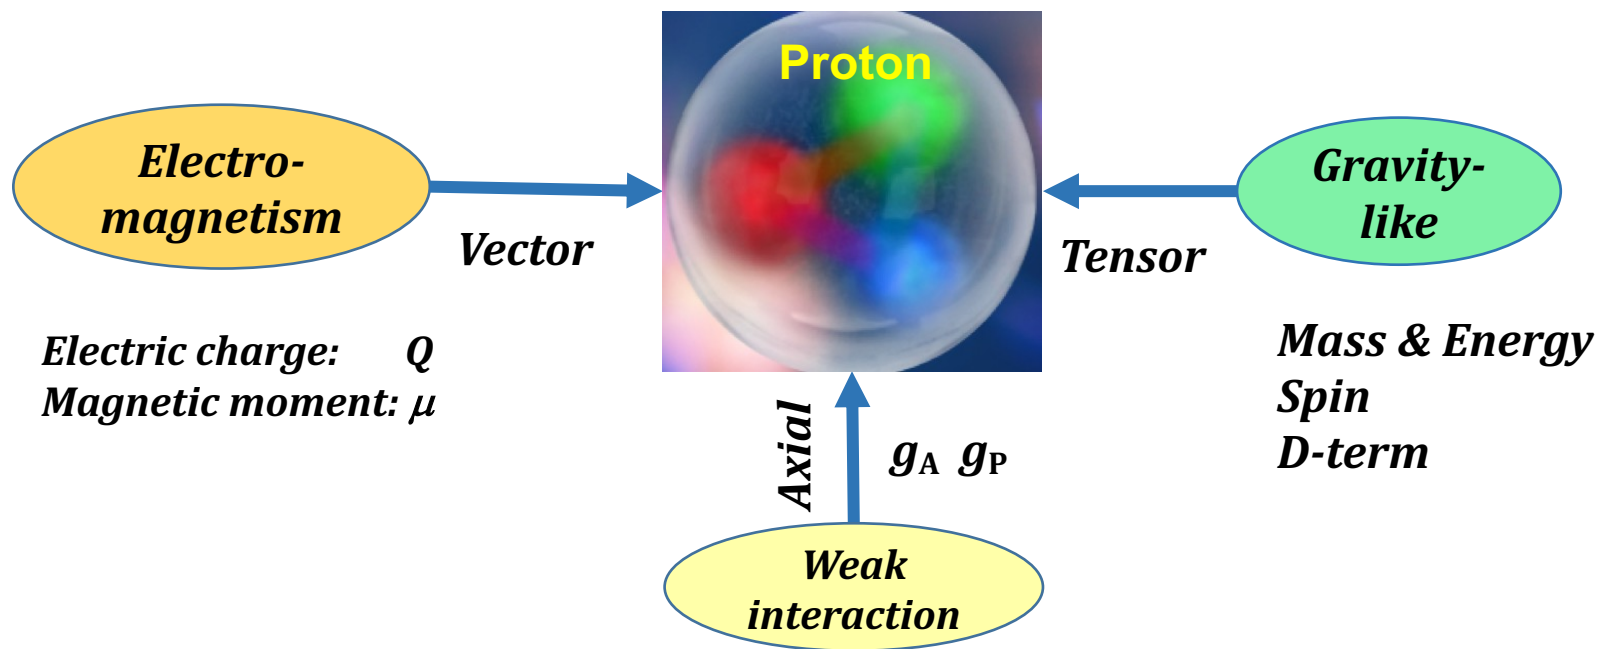 Proton
Electro-
magnetism
Vector
Electric charge: Q
Magnetic moment: μ
Gravity-
like
Tensor
Mass & Energy
Spin
D-term
Axial
gA gP
Weak
interaction